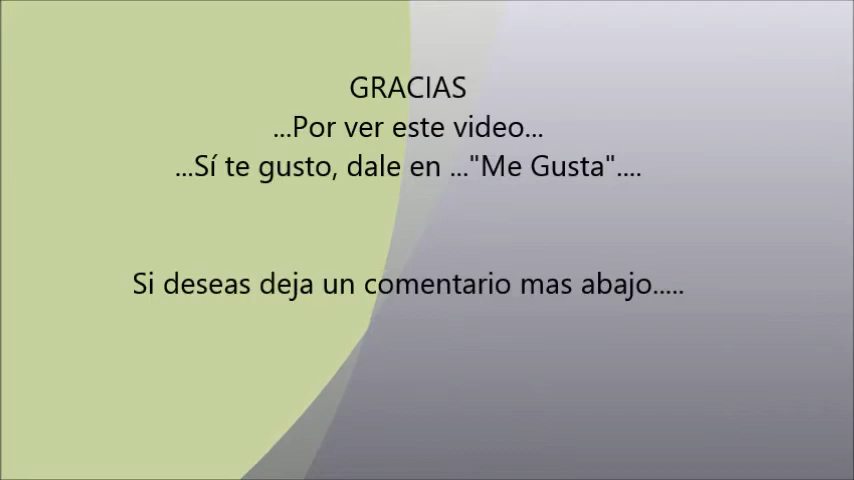 GRACIAS
...Por ver este video...
...Sí te gusto, dale en ..."Me Gusta"....
Si deseas deja un comentario mas abajo.....